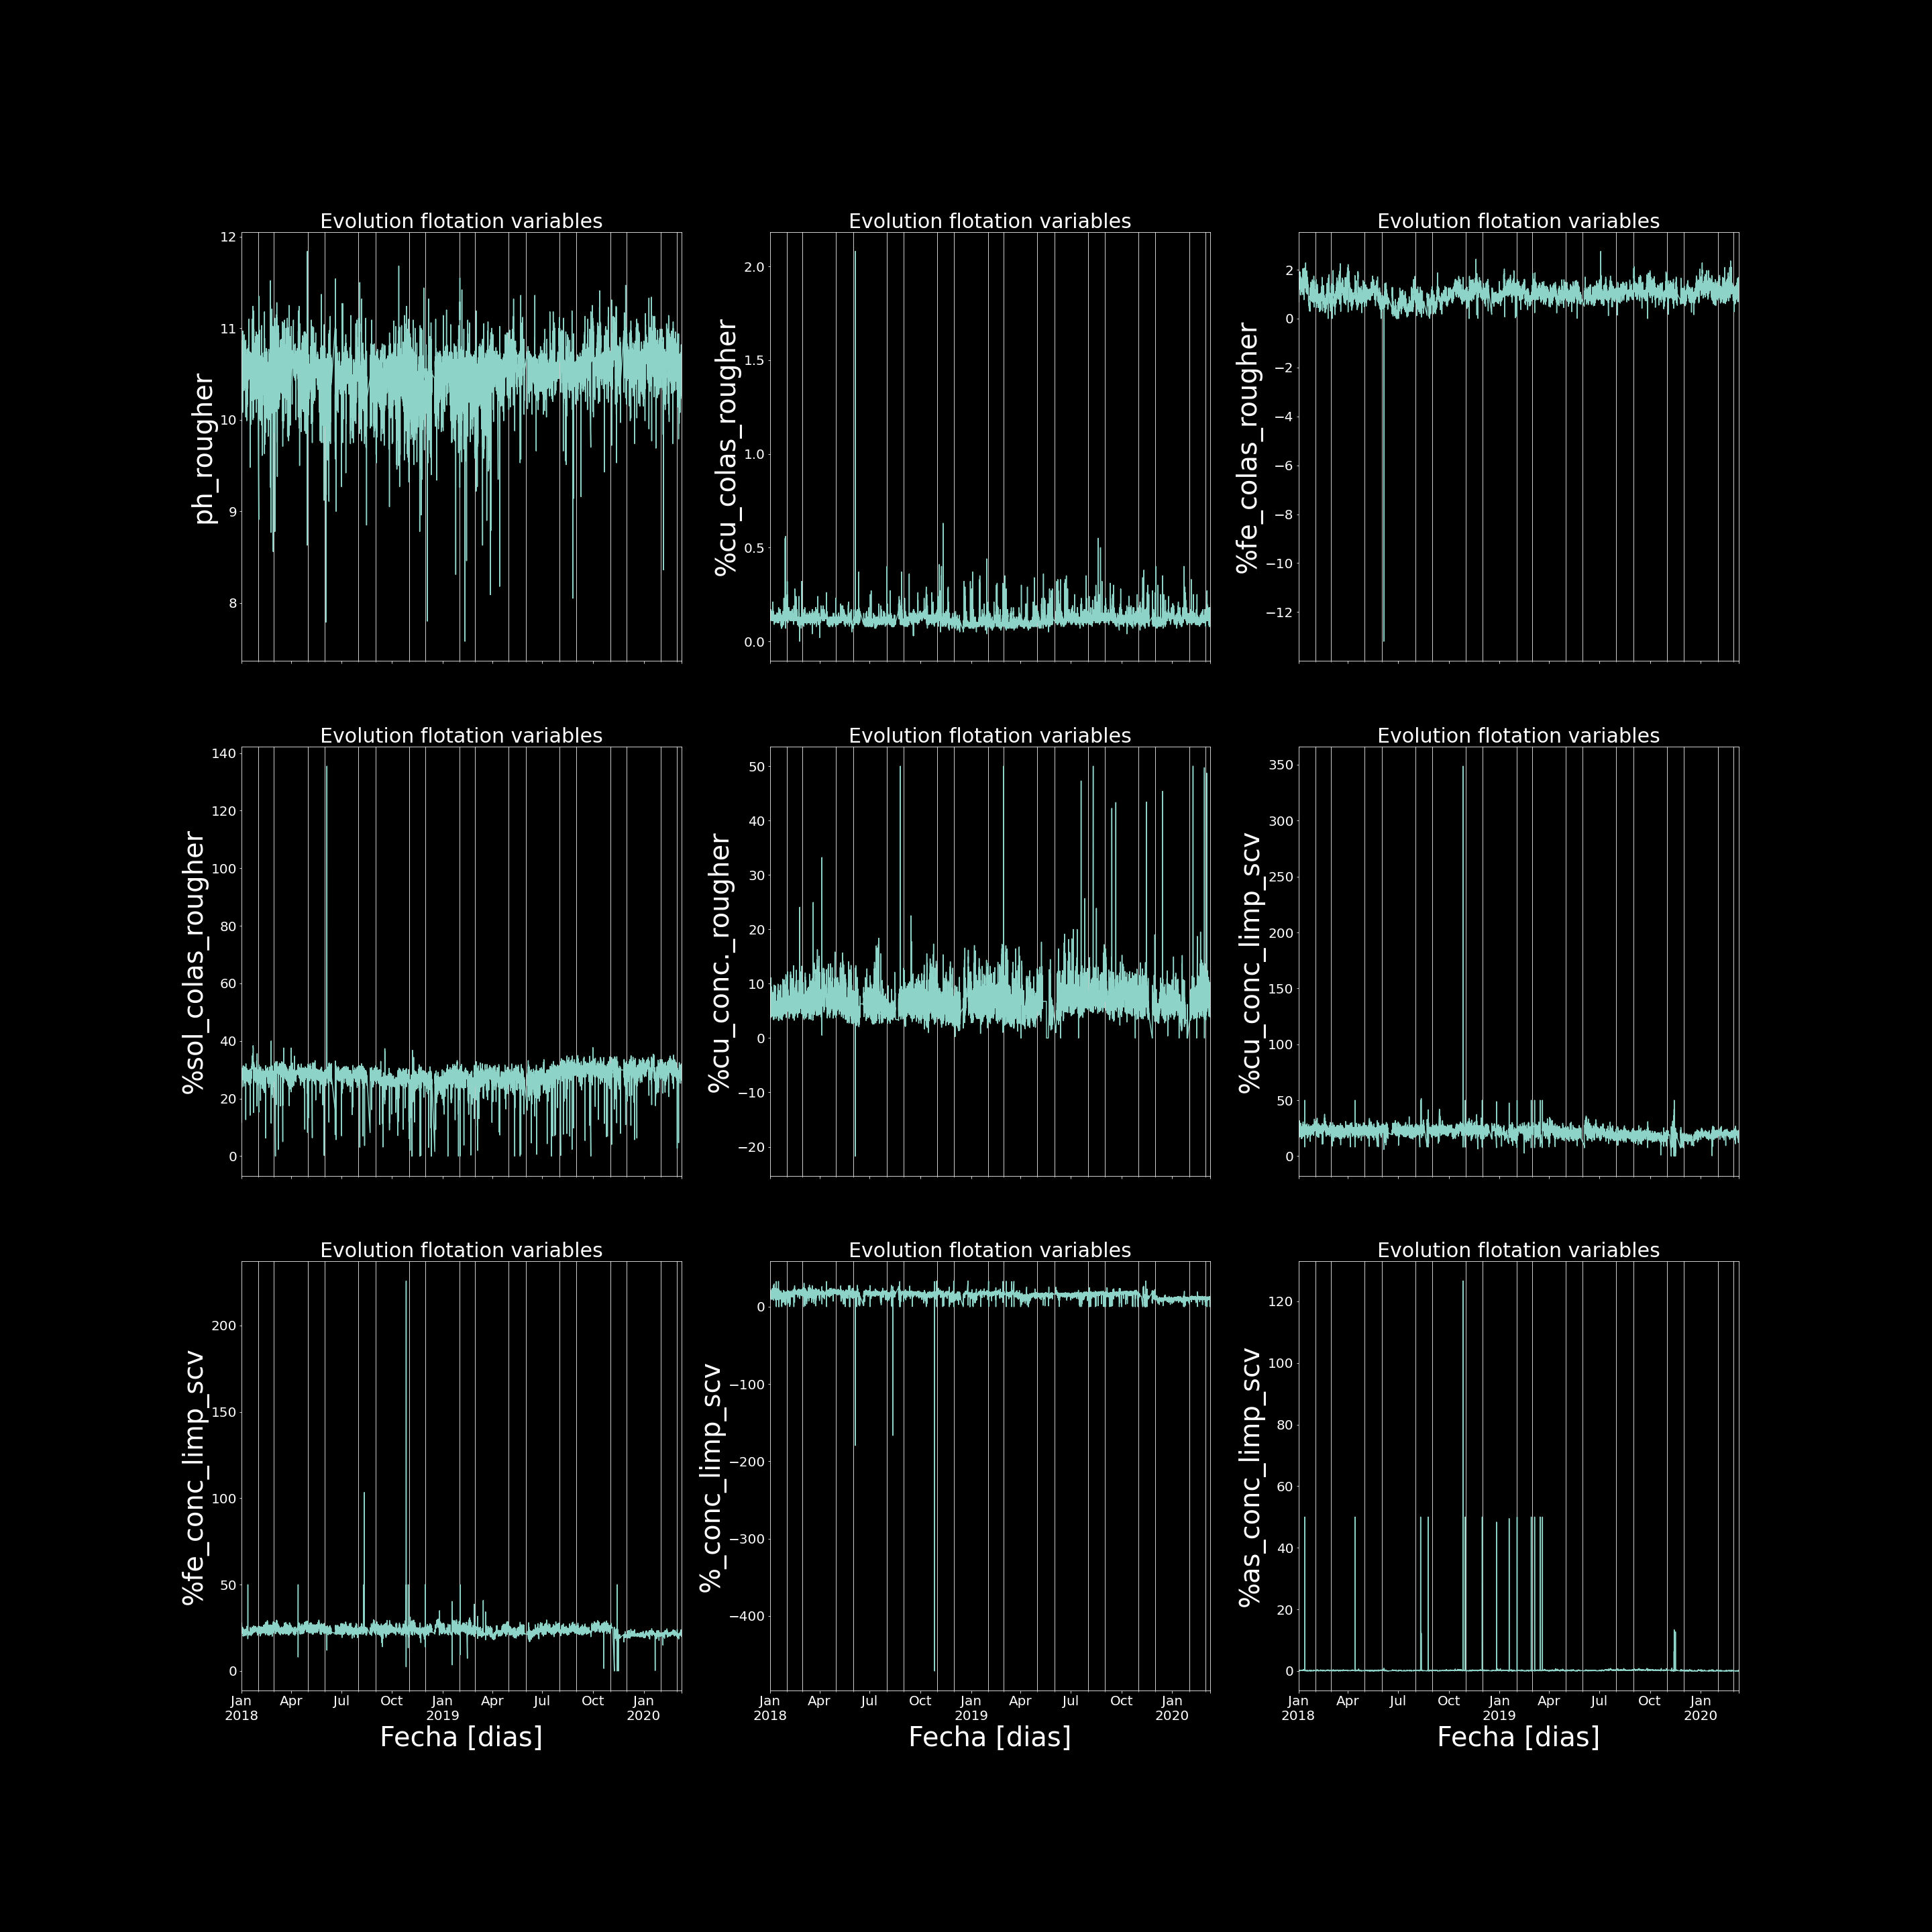 Evolution flotation variables
ph_rougher
12
11
10
9
8
Evolution flotation variables
%cu_colas_rougher
2.0
1.5
1.0
0.5
0.0
Evolution flotation variables
%fe_colas_rougher
2
0
−2
−4
−6
−8
−10
−12
Evolution flotation variables
%sol_colas_rougher
140
120
100
80
60
40
20
0
Evolution flotation variables
%cu_conc._rougher
50
40
30
20
10
0
−10
−20
Evolution flotation variables
%cu_conc_limp_scv
350
300
250
200
150
100
50
0
Evolution flotation variables
%fe_conc_limp_scv
200
150
100
50
0
Jan Apr Jul Oct Jan Apr Jul Oct Jan
2018 2019 2020
Fecha [dias]
Evolution flotation variables
%_conc_limp_scv
0
−100
−200
−300
−400
Jan Apr Jul Oct Jan Apr Jul Oct Jan
2018 2019 2020
Fecha [dias]
Evolution flotation variables
%as_conc_limp_scv
120
100
80
60
40
20
0
Jan Apr Jul Oct Jan Apr Jul Oct Jan
2018 2019 2020
Fecha [dias]